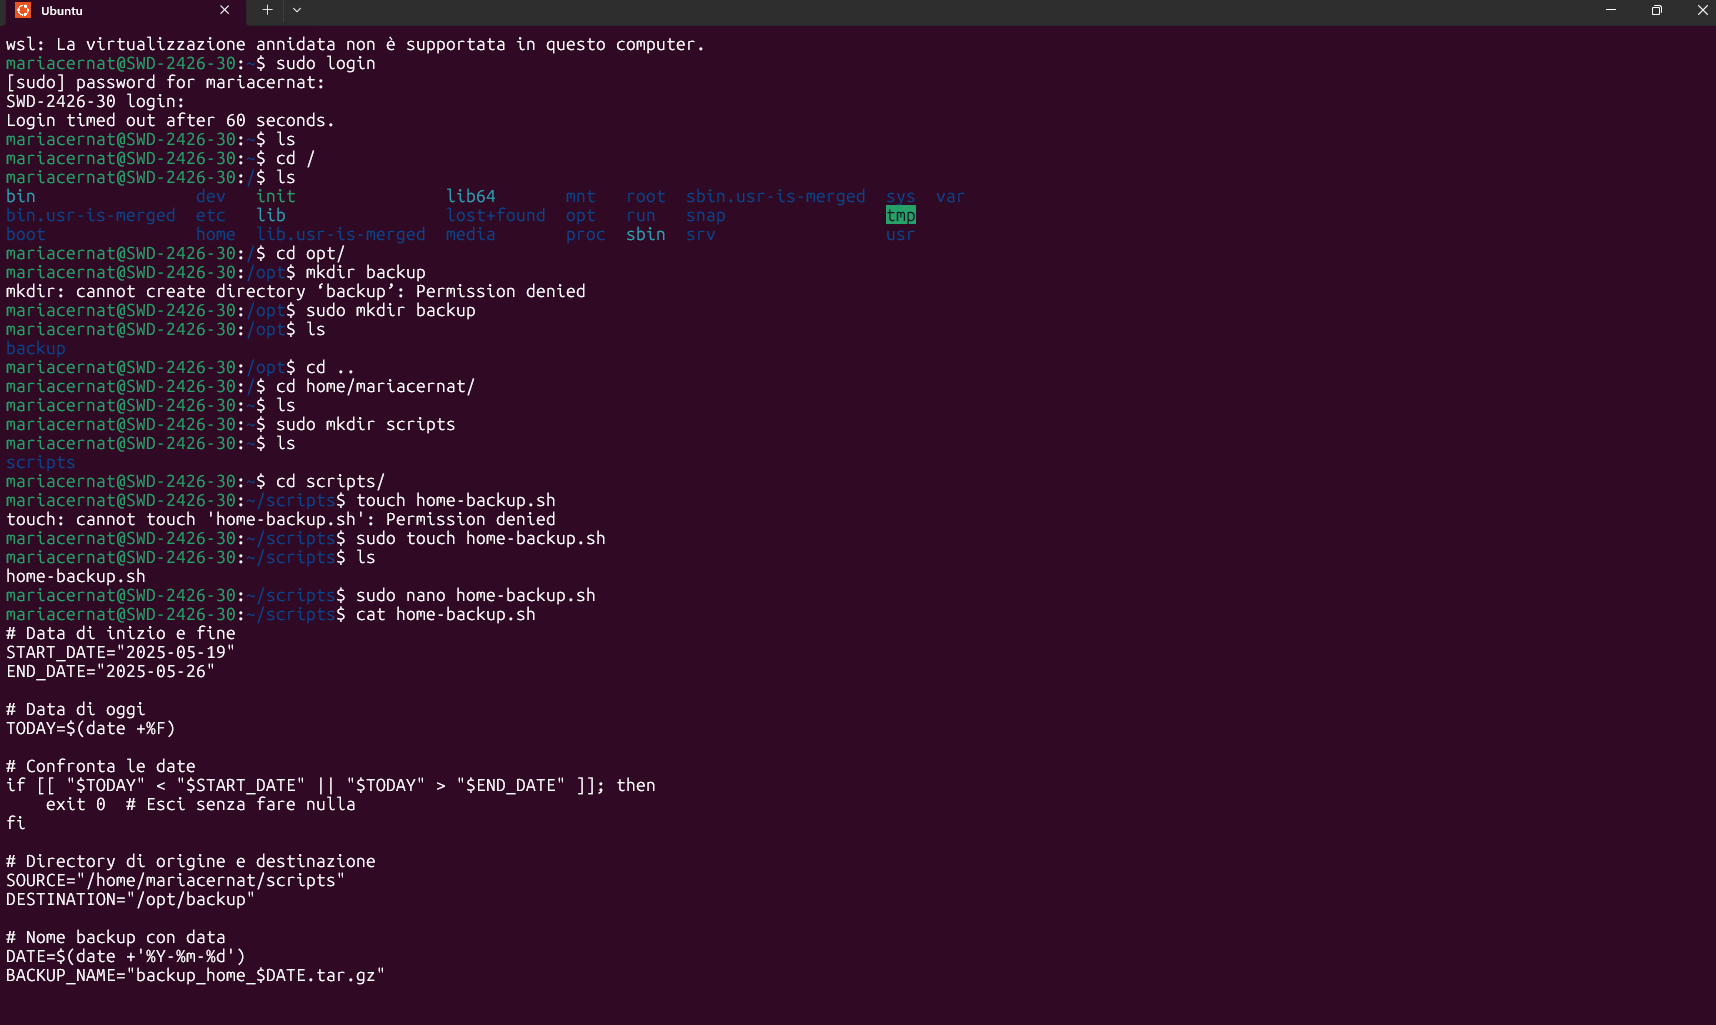 Ubuntu
wsl: La virtualizzazione annidata non è supportata in questo computer.
mariacernat@SWD-2426-30:~$ sudo login
[sudo] password for mariacernat:
SWD-2426-30 login:
Login timed out after 60 seconds.
mariacernat@SWD-2426-30:~$ ls
mariacernat@SWD-2426-30:~$ cd /
mariacernat@SWD-2426-30:/$ ls
bin dev init lib64 mnt root sbin.usr-is-merged sys var
bin.usr-is-merged etc lib lost+found opt run snap tmp
boot home lib.usr-is-merged media proc sbin srv usr
mariacernat@SWD-2426-30:/$ cd opt/
mariacernat@SWD-2426-30:/opt$ mkdir backup
mkdir: cannot create directory ‘backup’: Permission denied
mariacernat@SWD-2426-30:/opt$ sudo mkdir backup
mariacernat@SWD-2426-30:/opt$ ls
backup
mariacernat@SWD-2426-30:/opt$ cd ..
mariacernat@SWD-2426-30:/$ cd home/mariacernat/
mariacernat@SWD-2426-30:~$ ls
mariacernat@SWD-2426-30:~$ sudo mkdir scripts
mariacernat@SWD-2426-30:~$ ls
scripts
mariacernat@SWD-2426-30:~$ cd scripts/
mariacernat@SWD-2426-30:~/scripts$ touch home-backup.sh
touch: cannot touch 'home-backup.sh': Permission denied
mariacernat@SWD-2426-30:~/scripts$ sudo touch home-backup.sh
mariacernat@SWD-2426-30:~/scripts$ ls
home-backup.sh
mariacernat@SWD-2426-30:~/scripts$ sudo nano home-backup.sh
mariacernat@SWD-2426-30:~/scripts$ cat home-backup.sh
# Data di inizio e fine
START_DATE="2025-05-19"
END_DATE="2025-05-26"
# Data di oggi
TODAY=$(date +%F)
# Confronta le date
if [[ "$TODAY" < "$START_DATE" || "$TODAY" > "$END_DATE" ]]; then
    exit 0  # Esci senza fare nulla
fi
# Directory di origine e destinazione
SOURCE="/home/mariacernat/scripts"
DESTINATION="/opt/backup"
# Nome backup con data
DATE=$(date +'%Y-%m-%d')
BACKUP_NAME="backup_home_$DATE.tar.gz"